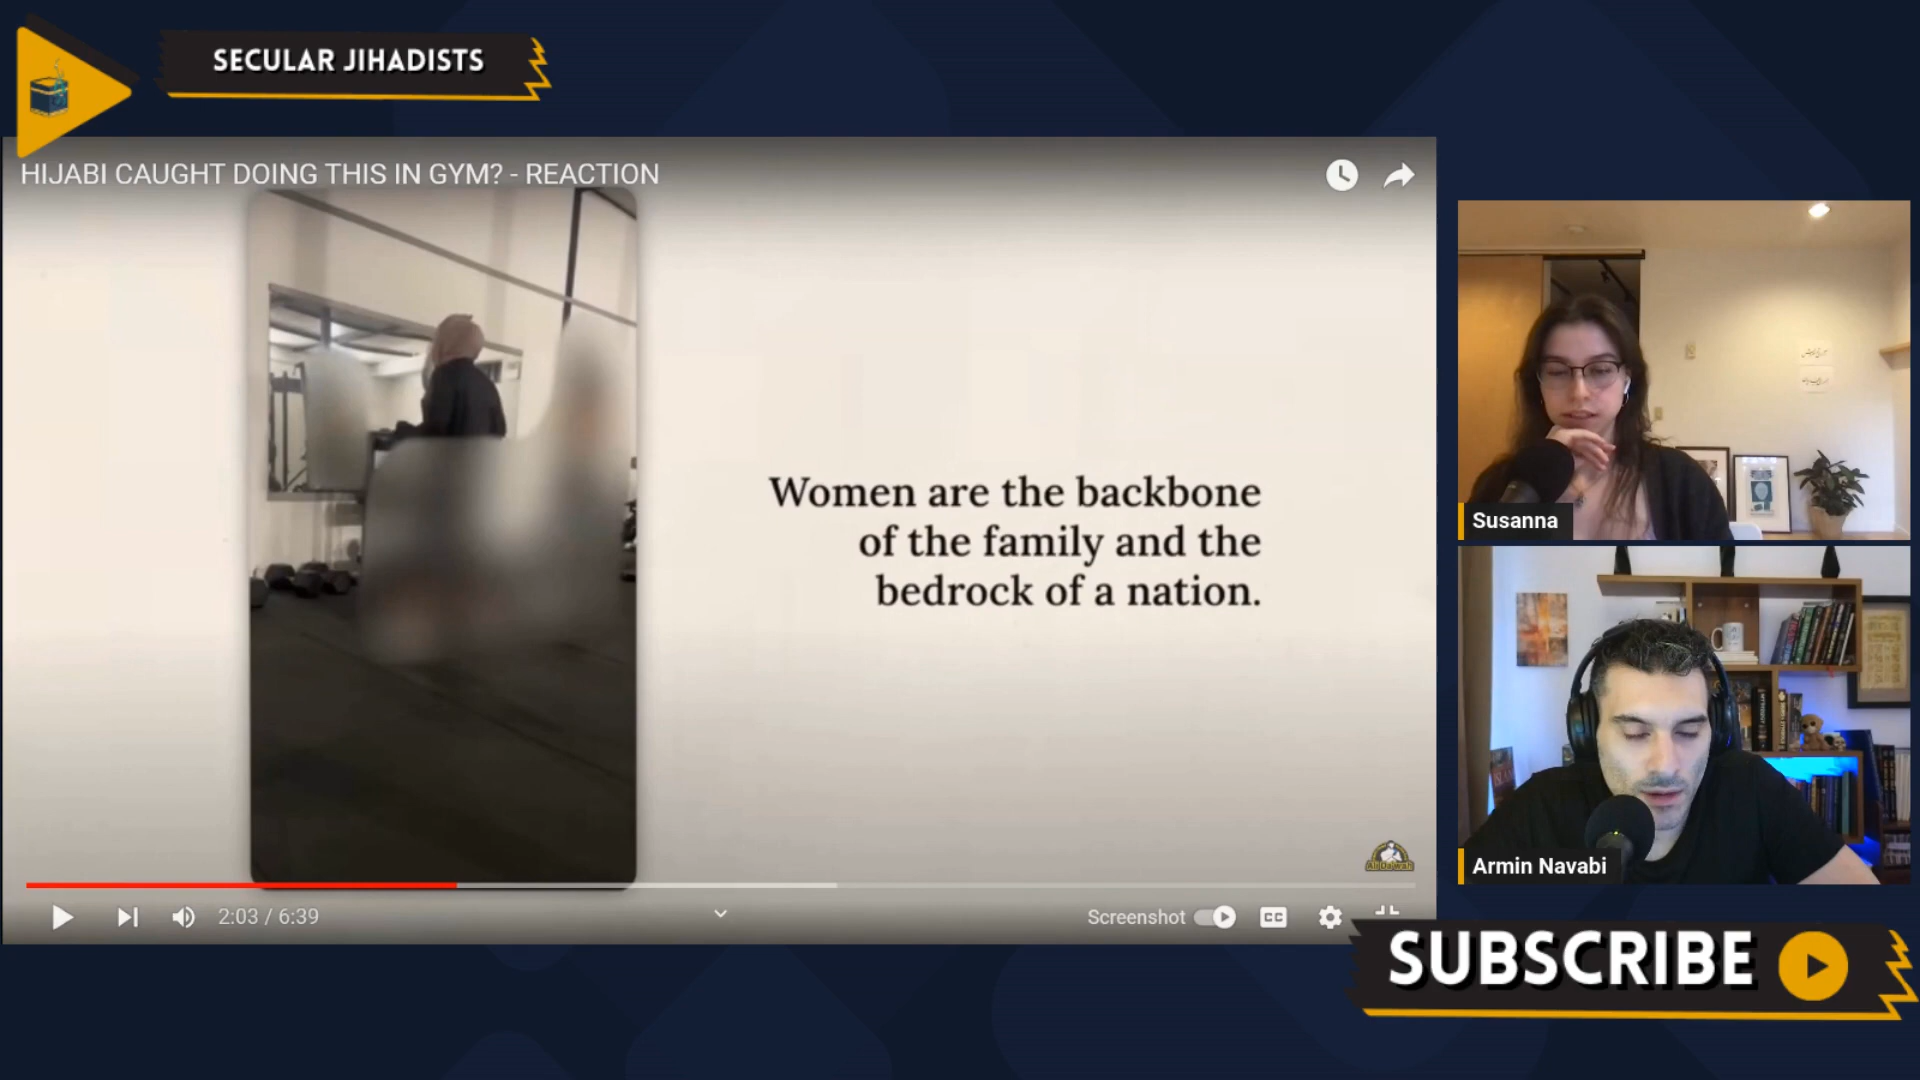 SECULAR JIHADISTS
HIJABI CAUGHT DOING THIS IN GYM? - REACTION
Women are the backbone
of the family and the
bedrock of a nation.
Susanna
Armin Navabi
2:03 / 6:39
Screenshot
CC
SUBSCRIBE